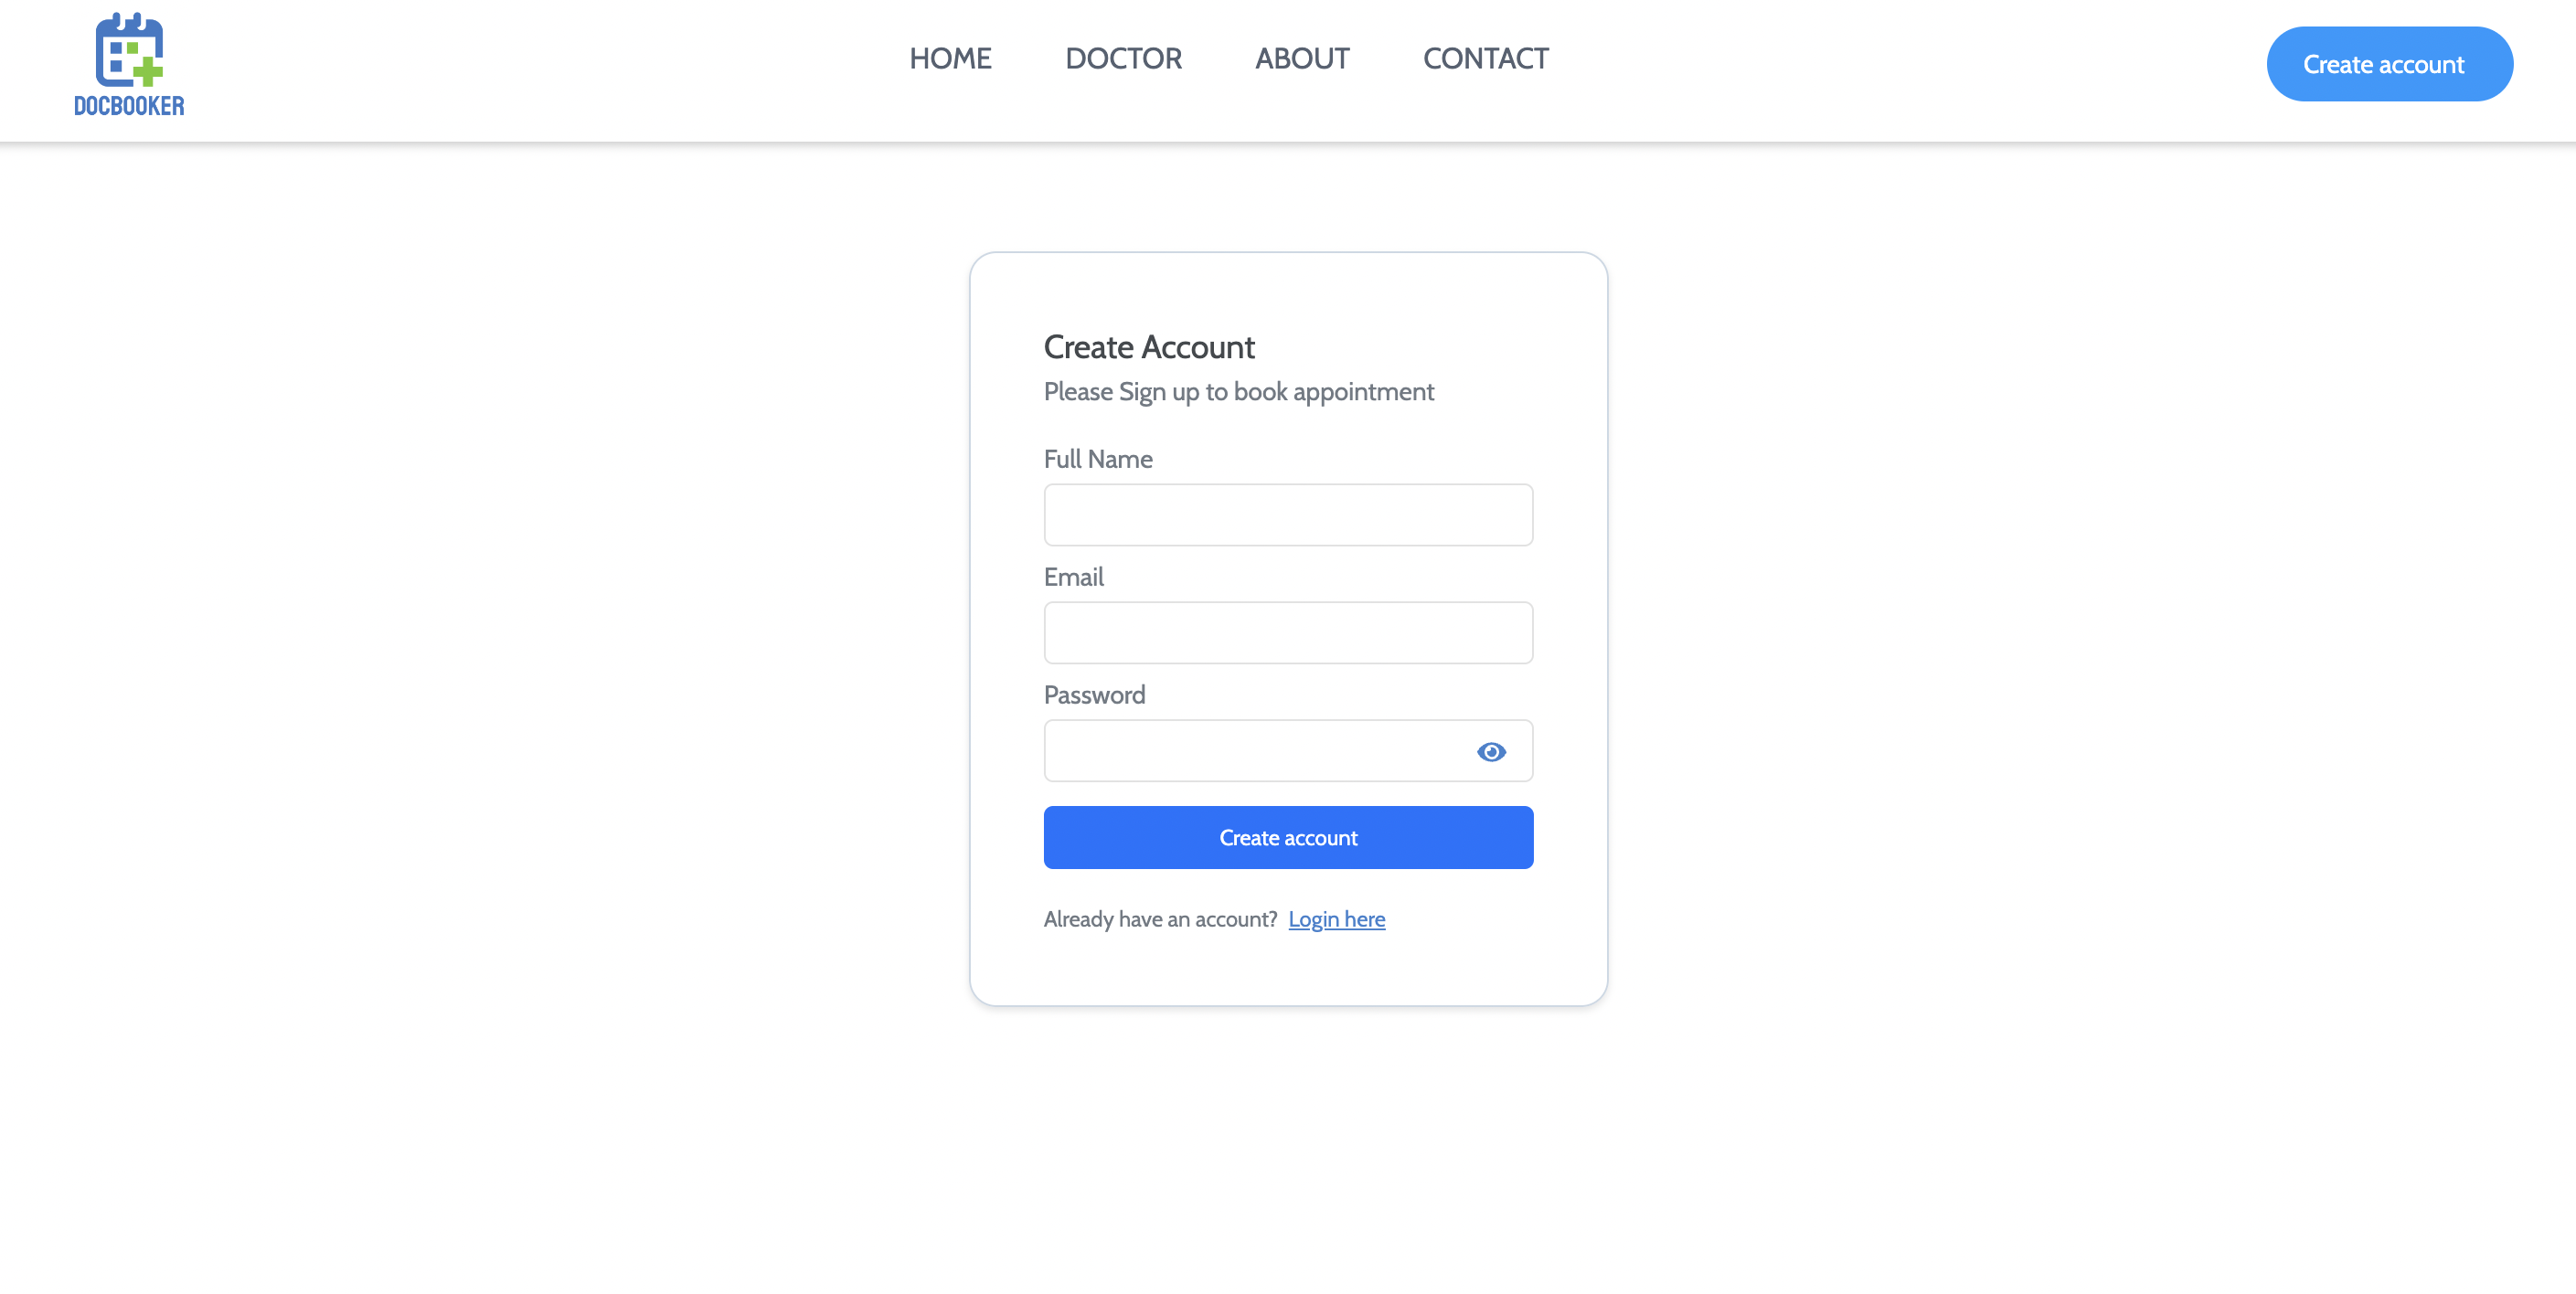 DOCBOOKER
HOME DOCTOR ABOUT CONTACT
Create account
Create Account
Please Sign up to book appointment
Full Name
Email
Password
Create account
Already have an account? Login here